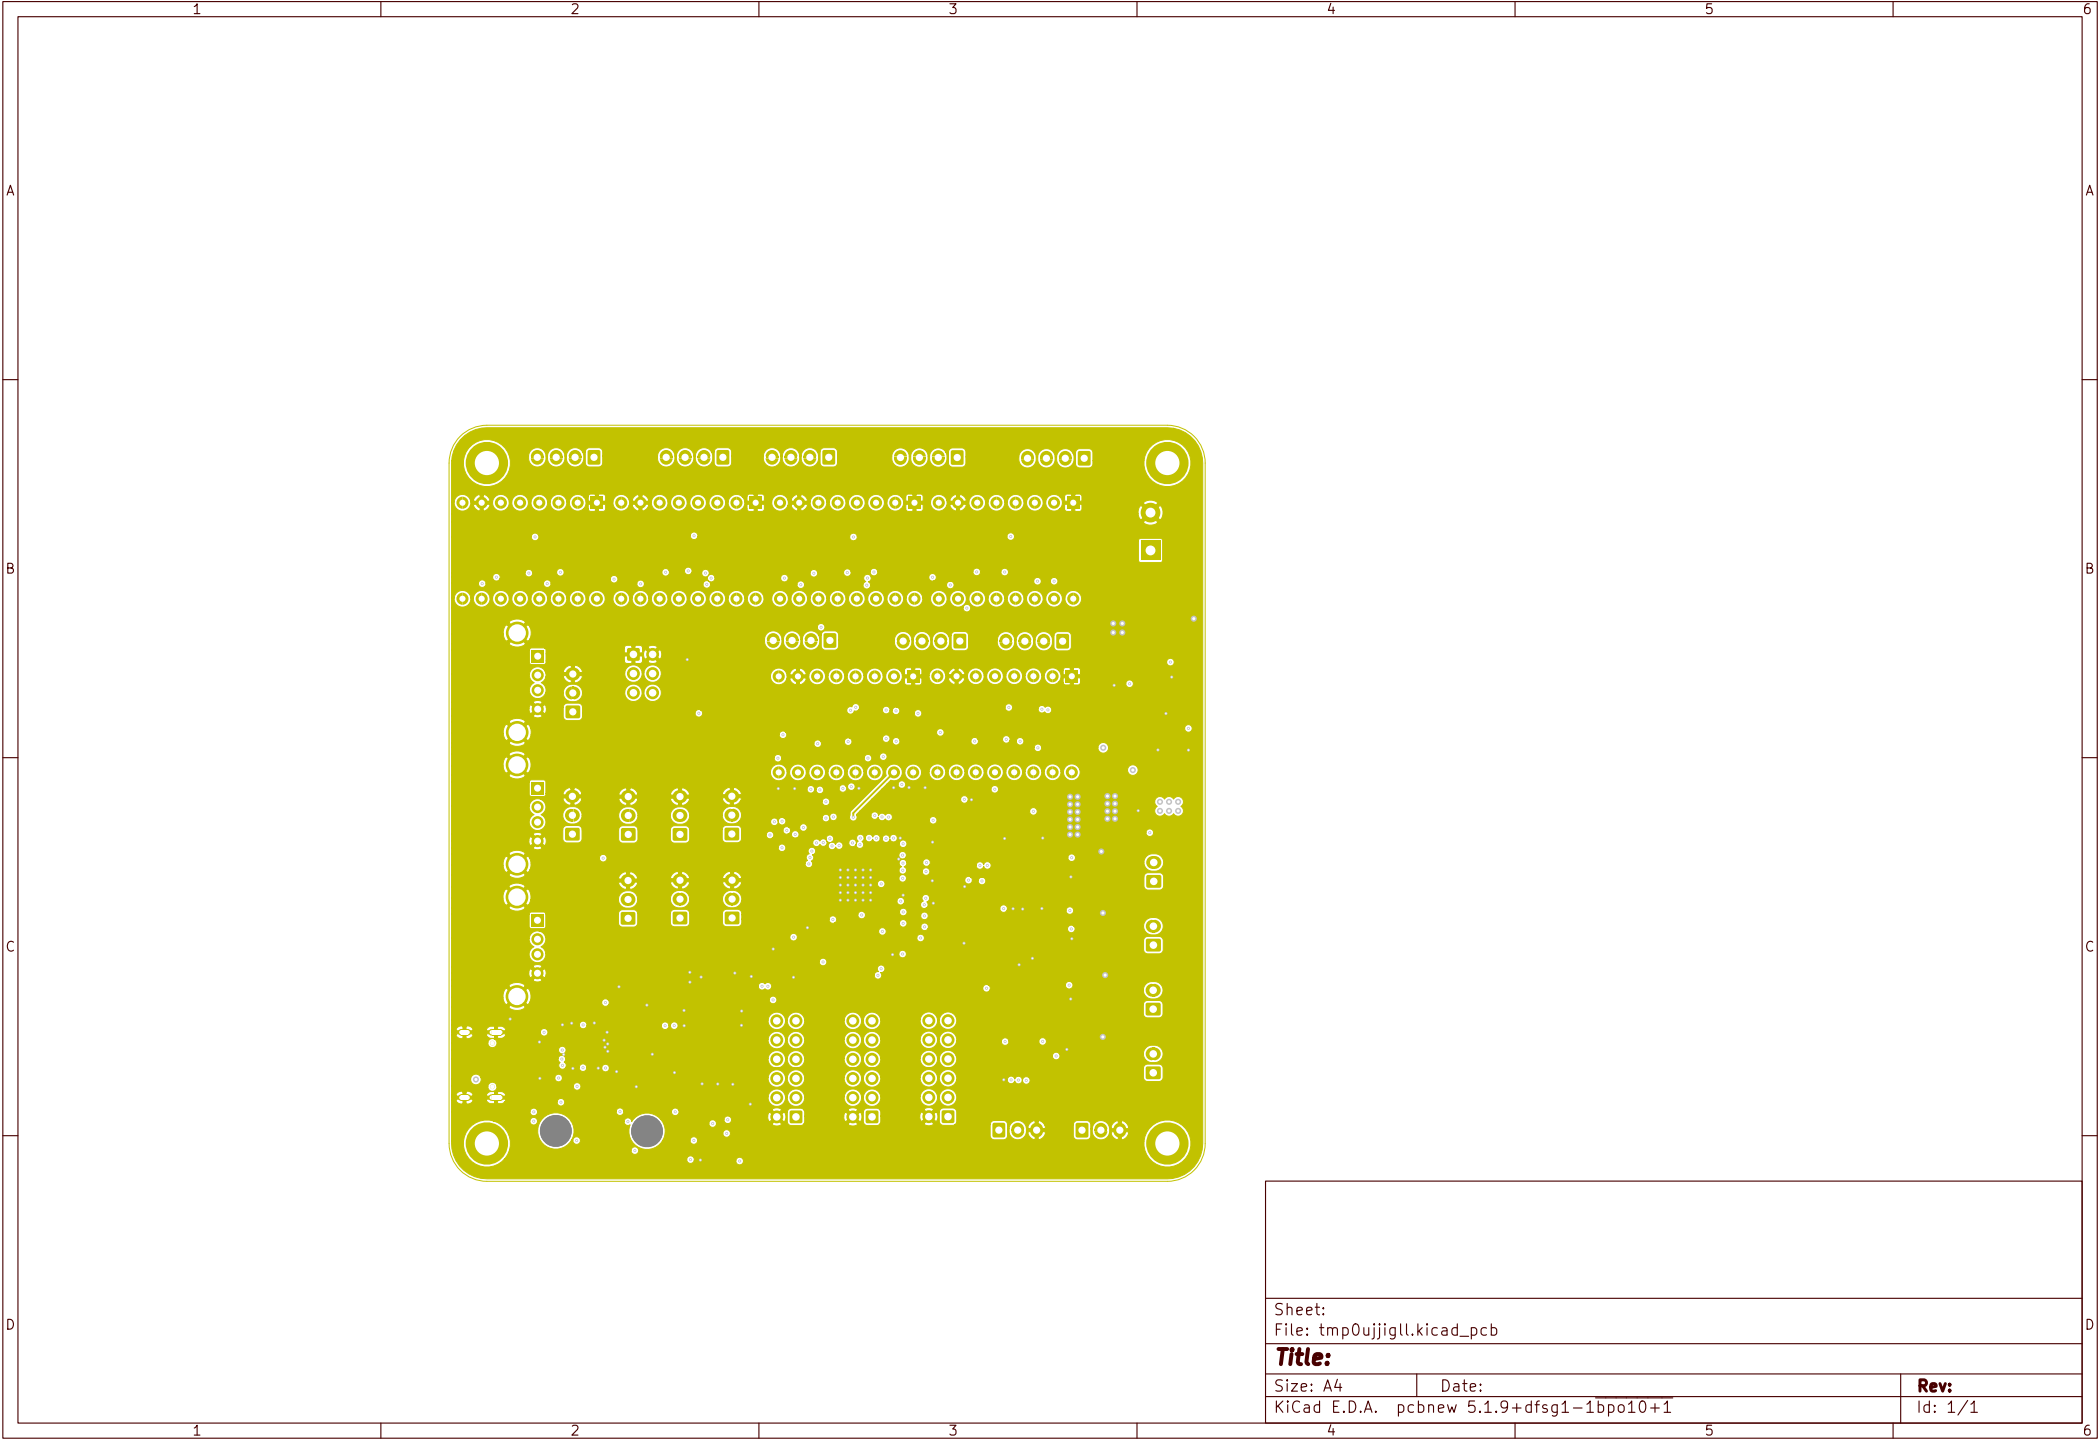 1 2 3 4 5 6
A A
B B
C C
D D
Sheet:
File: tmp0ujjigll.kicad_pcb
Title:
Size: A4 Date: Rev:
KiCad E.D.A. pcbnew 5.1.9+dfsg1-1bpo10+1 Id: 1/1
1 2 3 4 5 6